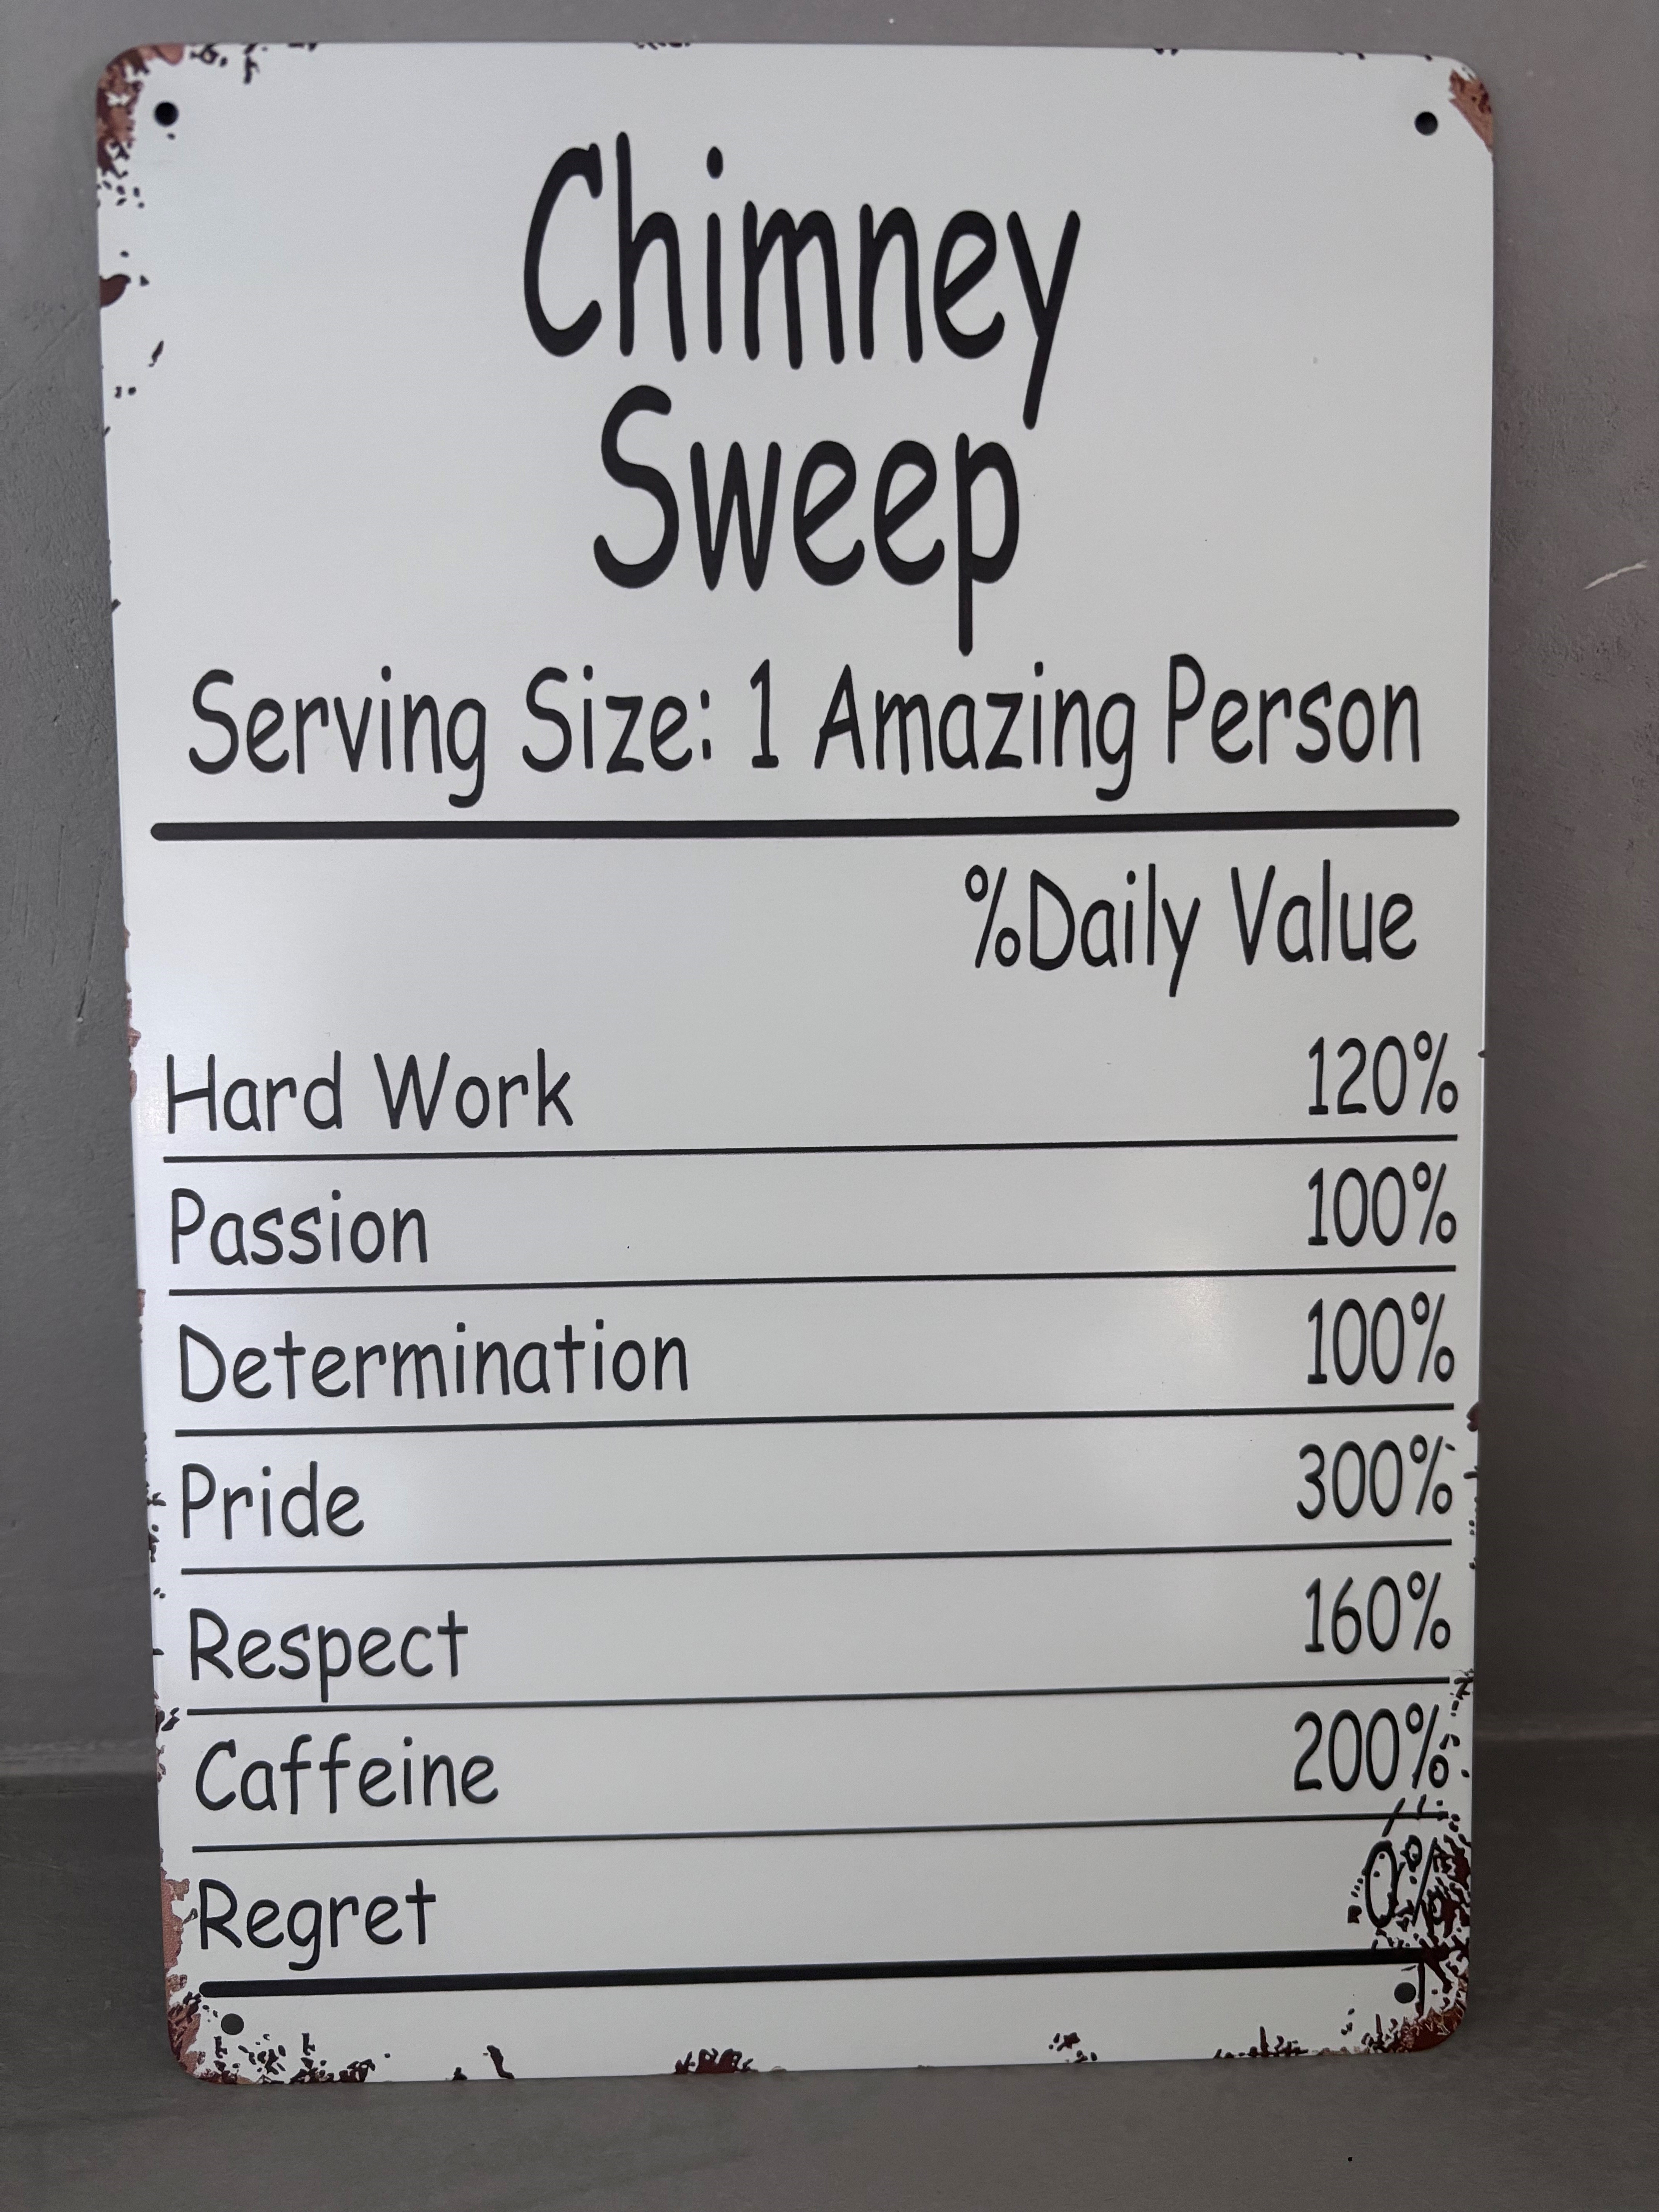 Chimney
Sweep
Serving Size: 1 Amazing Person
%Daily Value
Hard Work 120%
Passion 100%
Determination 100%
Pride 300%
Respect 160%
Caffeine 200%
Regret 0%